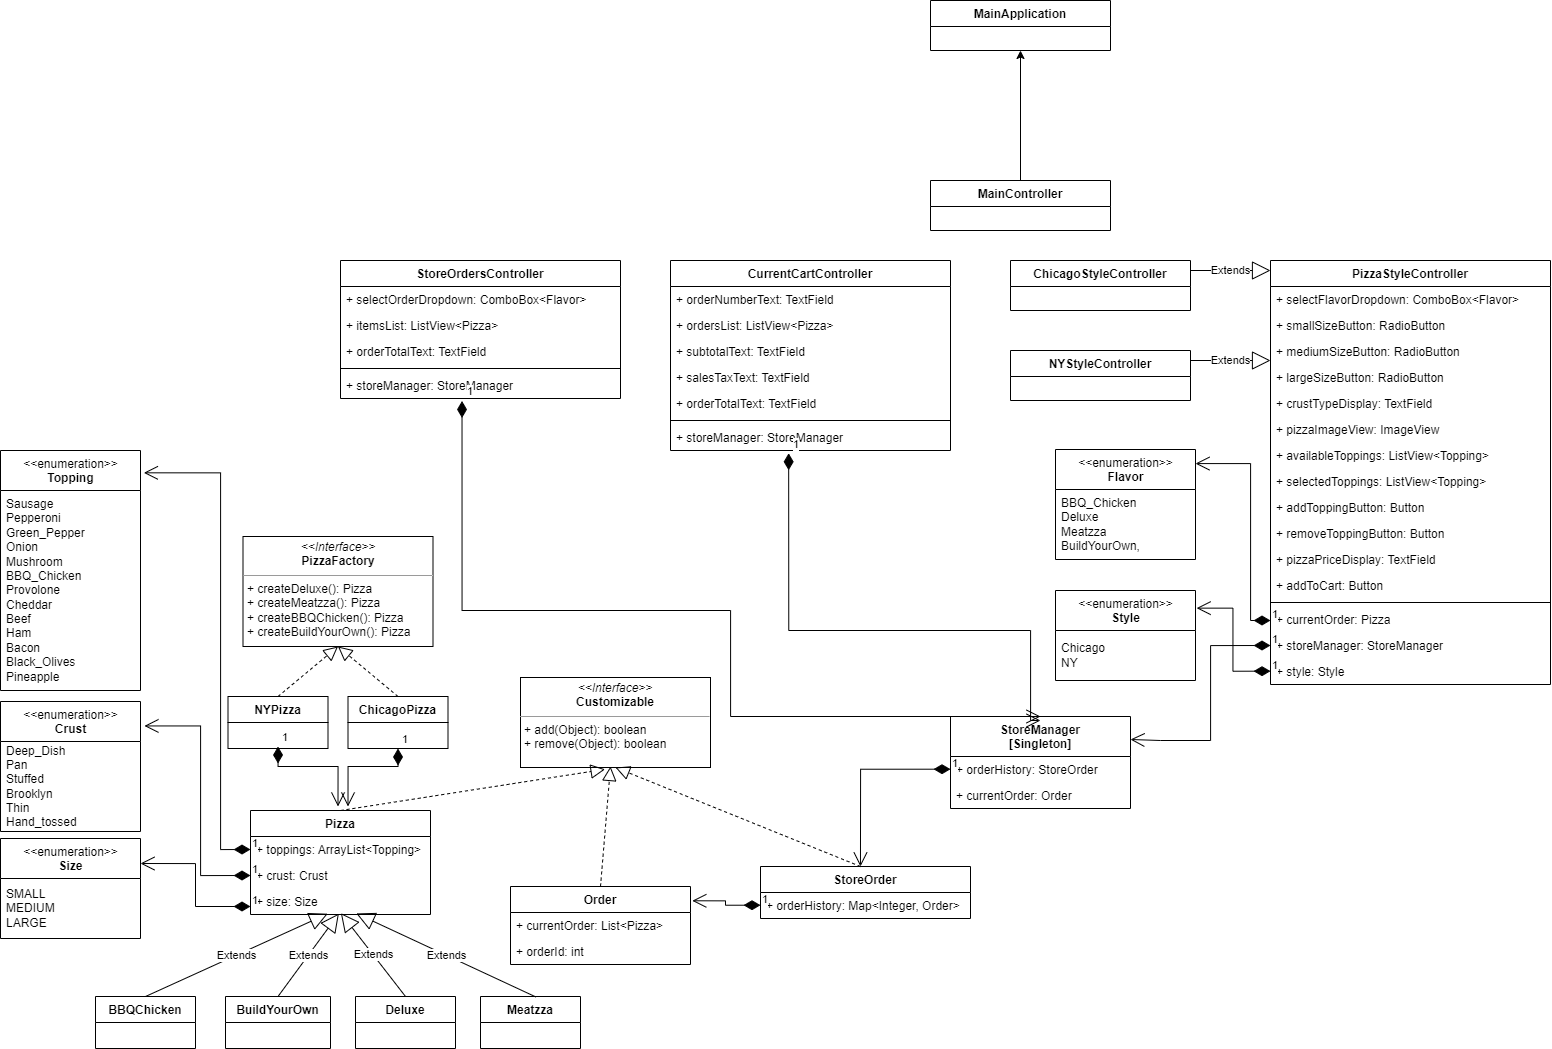 MainApplication
MainController
StoreOrdersController
+ selectOrderDropdown: ComboBox<Flavor>
+ itemsList: ListView<Pizza>
+ orderTotalText: TextField
+ storeManager: StoreManager
1
CurrentCartController
+ orderNumberText: TextField
+ ordersList: ListView<Pizza>
+ subtotalText: TextField
+ salesTaxText: TextField
+ orderTotalText: TextField
+ storeManager: StoreManager
1
ChicagoStyleController
Extends
NYStyleController
Extends
PizzaStyleController
+ selectFlavorDropdown: ComboBox<Flavor>
+ smallSizeButton: RadioButton
+ mediumSizeButton: RadioButton
+ largeSizeButton: RadioButton
+ crustTypeDisplay: TextField
+ pizzaImageView: ImageView
+ availableToppings: ListView<Topping>
+ selectedToppings: ListView<Topping>
+ addToppingButton: Button
+ removeToppingButton: Button
+ pizzaPriceDisplay: TextField
+ addToCart: Button
1
+ currentOrder: Pizza
1
+ storeManager: StoreManager
1
+ style: Style
<<enumeration>>
Flavor
BBQ_Chicken
Deluxe
Meatzza
BuildYourOwn,
<<enumeration>>
Style
Chicago
NY
<<enumeration>>
Topping
Sausage
Pepperoni
Green_Pepper
Onion
Mushroom
BBQ_Chicken
Provolone
Cheddar
Beef
Ham
Bacon
Black_Olives
Pineapple
<<enumeration>>
Crust
Deep_Dish
Pan
Stuffed
Brooklyn
Thin
Hand_tossed
<<enumeration>>
Size
SMALL
MEDIUM
LARGE
<<Interface>>
PizzaFactory
+ createDeluxe(): Pizza
+ createMeatzza(): Pizza
+ createBBQChicken(): Pizza
+ createBuildYourOwn(): Pizza
NYPizza
1
ChicagoPizza
1
<<Interface>>
Customizable
+ add(Object): boolean
+ remove(Object): boolean
StoreManager
[Singleton]
1
+ orderHistory: StoreOrder
+ currentOrder: Order
Pizza
1
+ toppings: ArrayList<Topping>
1
+ crust: Crust
1
+ size: Size
StoreOrder
1
+ orderHistory: Map<Integer, Order>
Order
+ currentOrder: List<Pizza>
+ orderId: int
Extends
Extends
Extends
Extends
BBQChicken
BuildYourOwn
Deluxe
Meatzza